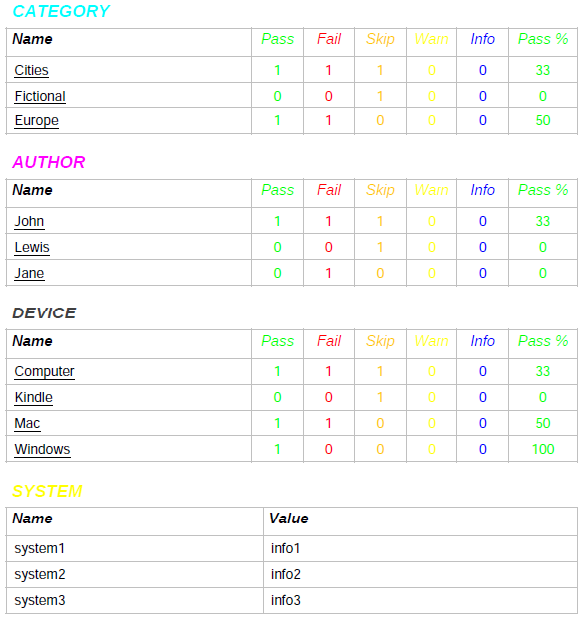 CATEGORY
Name Pass Fail Skip Warn Info Pass %
Cities 1 1 1 0 0 33
Fictional 0 0 1 0 0 0
Europe 1 1 0 0 0 50
AUTHOR
Name Pass Fail Skip Warn Info Pass %
John 1 1 1 0 0 33
Lewis 0 0 1 0 0 0
Jane 0 1 0 0 0 0
DEVICE
Name Pass Fail Skip Warn Info Pass %
Computer 1 1 1 0 0 33
Kindle 0 0 1 0 0 0
Mac 1 1 0 0 0 50
Windows 1 0 0 0 0 100
SYSTEM
Name Value
system1 info1
system2 info2
system3 info3